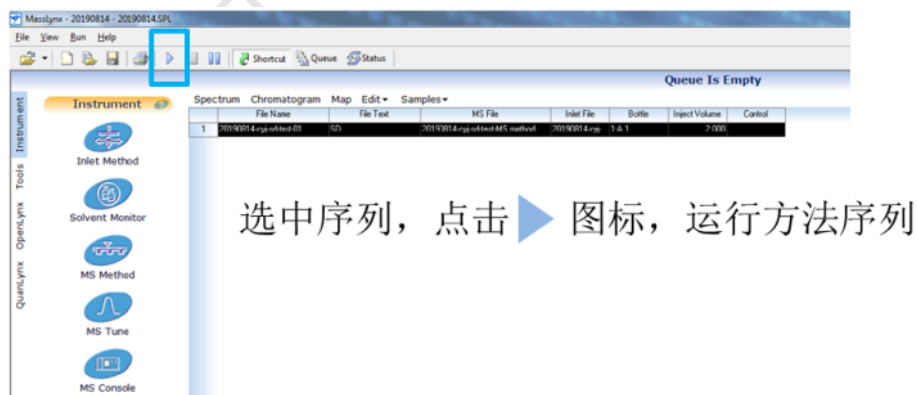 MassLynx - 20190814 - 20190814.SPL
File View Run Help
Shortcut Queue Status
Queue Is Empty
Instrument
Tools
OpenLynx
QuanLynx
Instrument
Inlet Method
Solvent Monitor
MS Method
MS Tune
MS Console
Spectrum Chromatogram Map Edit Samples
File Name File Text MS File Inlet File Bottle Inject Volume Control
1 SD 1:A,1 2.000
选中序列，点击 图标，运行方法序列